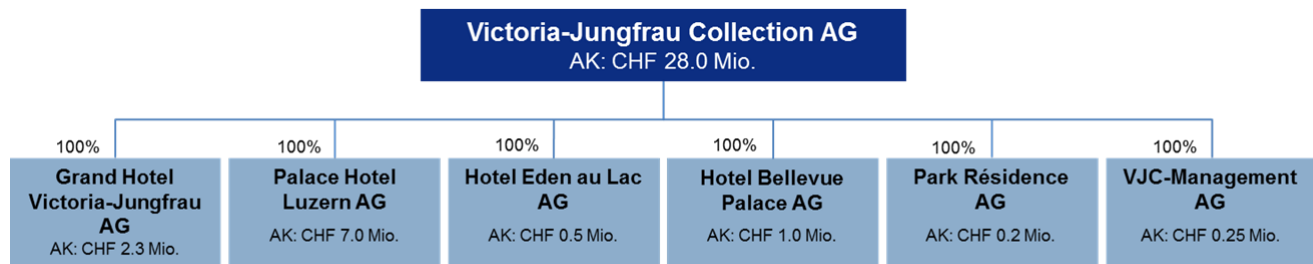 Victoria-Jungfrau Collection AG
AK: CHF 28.0 Mio.
100%
100%
100%
100%
100%
100%
Grand Hotel
Victoria-Jungfrau
AG
AK: CHF 2.3 Mio.
Palace Hotel
Luzern AG
AK: CHF 7.0 Mio.
Hotel Eden au Lac
AG
AK: CHF 0.5 Mio.
Hotel Bellevue
Palace AG
AK: CHF 1.0 Mio.
Park Résidence
AG
AK: CHF 0.2 Mio.
VJC-Management
AG
AK: CHF 0.25 Mio.